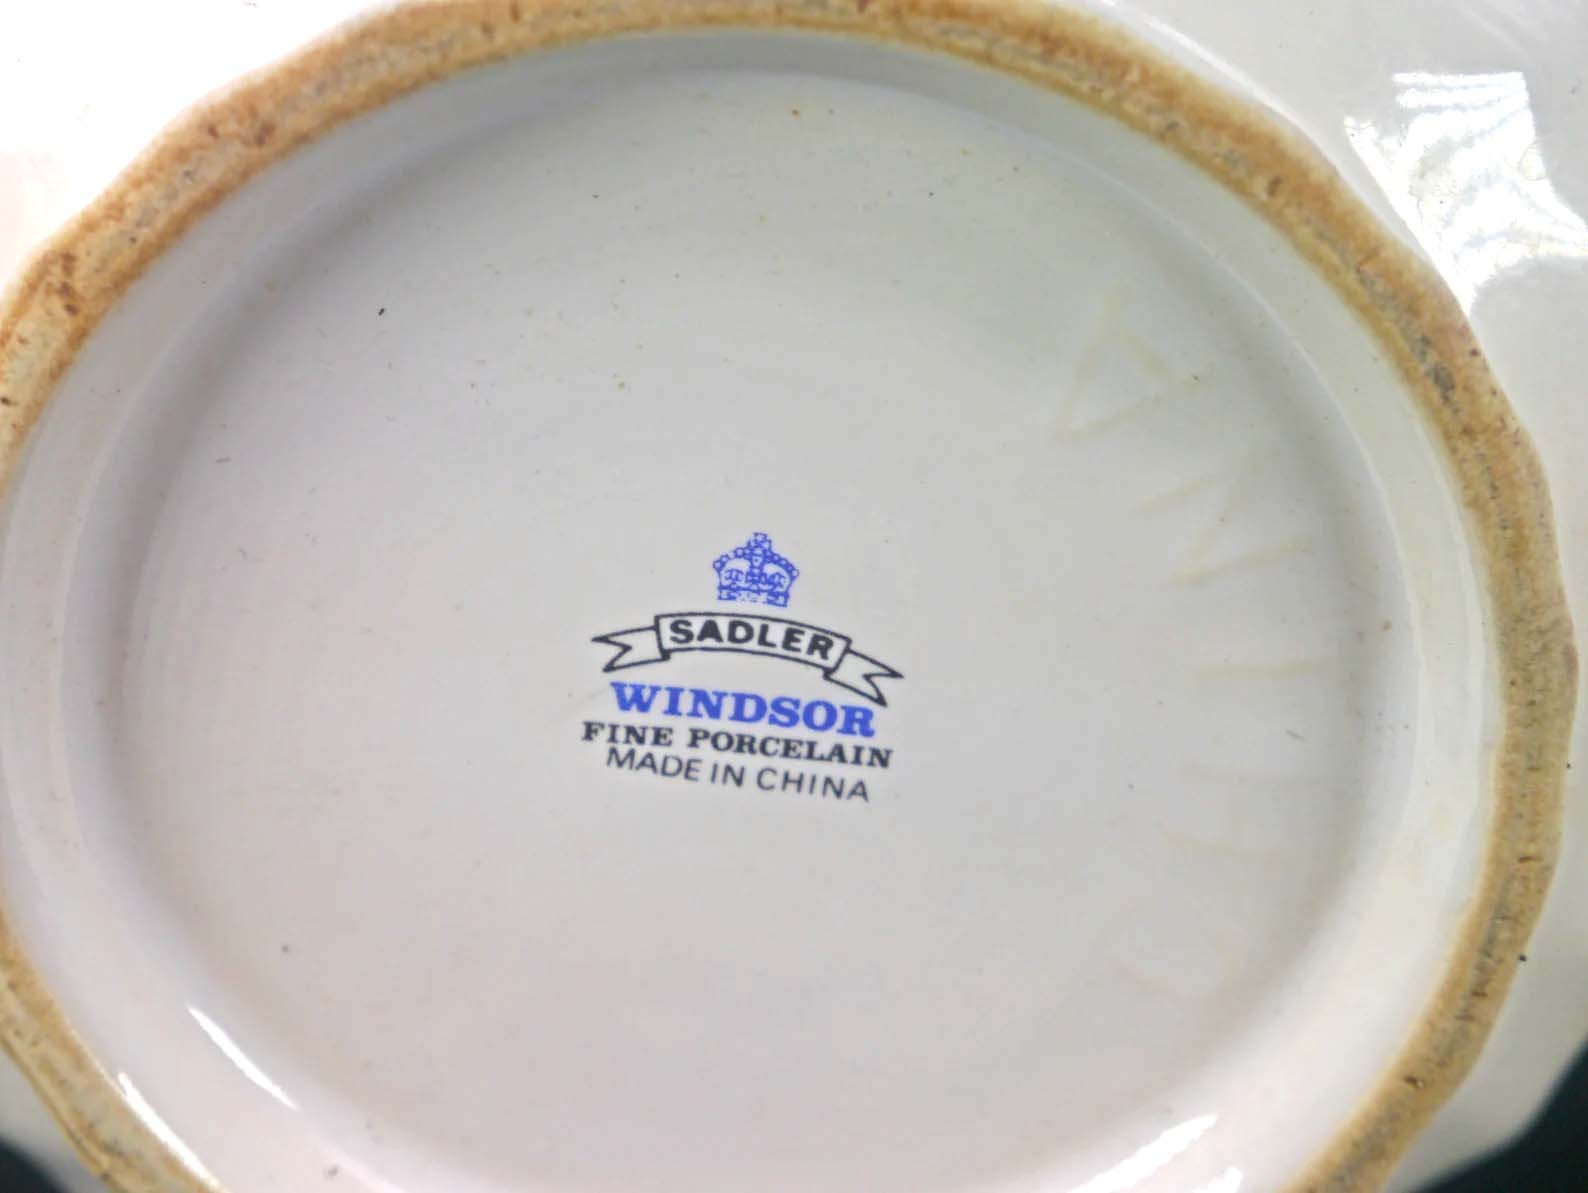 SADLER
WINDSOR
FINE PORCELAIN
MADE IN CHINA